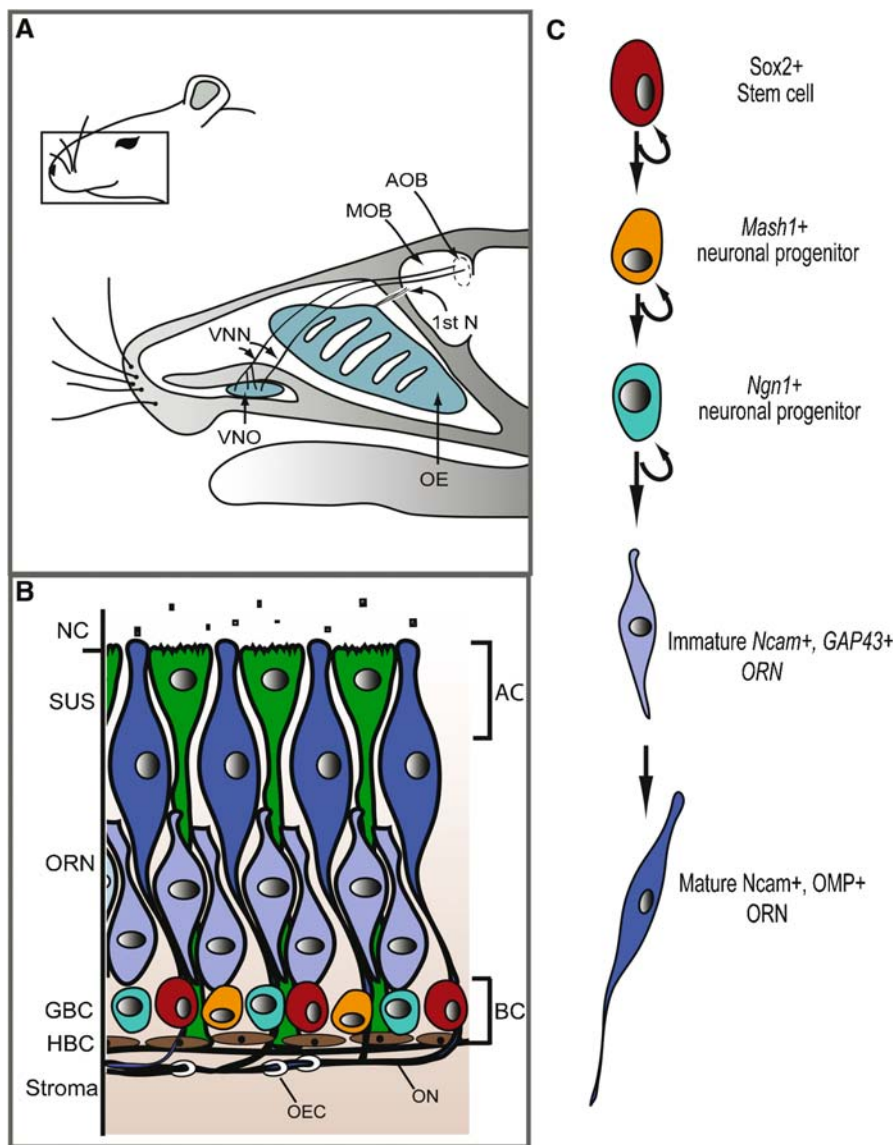 A
AOB
MOB
1st N
VNN
VNO
OE
B
NC
SUS
ORN
GBC
HBC
Stroma
AC
BC
OEC
ON
C
Sox2+
Stem cell
Mash1+
neuronal progenitor
Ngn1+
neuronal progenitor
Immature Ncam+, GAP43+
ORN
Mature Ncam+, OMP+
ORN